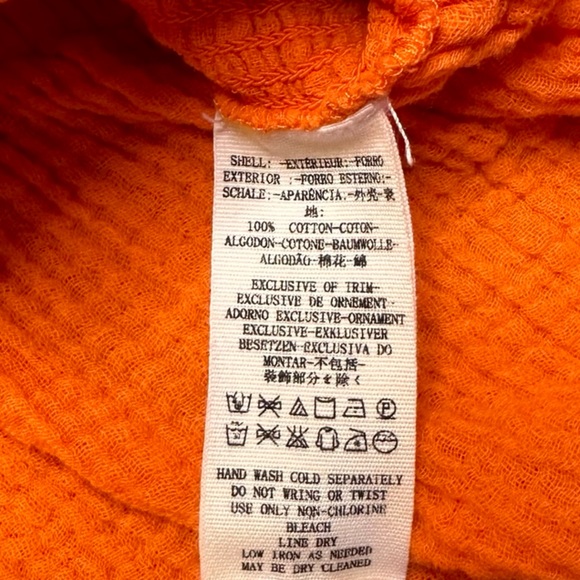 SHELL: -EXTÉRIEUR: FORRO
EXTERIOR :-FORRO ESTERNO:-
SCHALE:-APARÊNCIA:-外壳-表
地:
100% COTTON-COTON-
ALGODON-COTONE-BAUMWOLLE-
ALGODÃO-棉花-綿
EXCLUSIVE OF TRIM-
EXCLUSIVE DE ORNEMENT-
ADORNO EXCLUSIVO-ORNAMENT
EXCLUSIVE-EXKLUSIVER
BESETZEN-EXCLUSIVA DO
MONTAR-不包括-
装飾部分を除く
P
HAND WASH COLD SEPARATELY
DO NOT WRING OR TWIST
USE ONLY NON-CHLORINE
BLEACH
LINE DRY
LOW IRON AS NEEDED
MAY BE DRY CLEANED